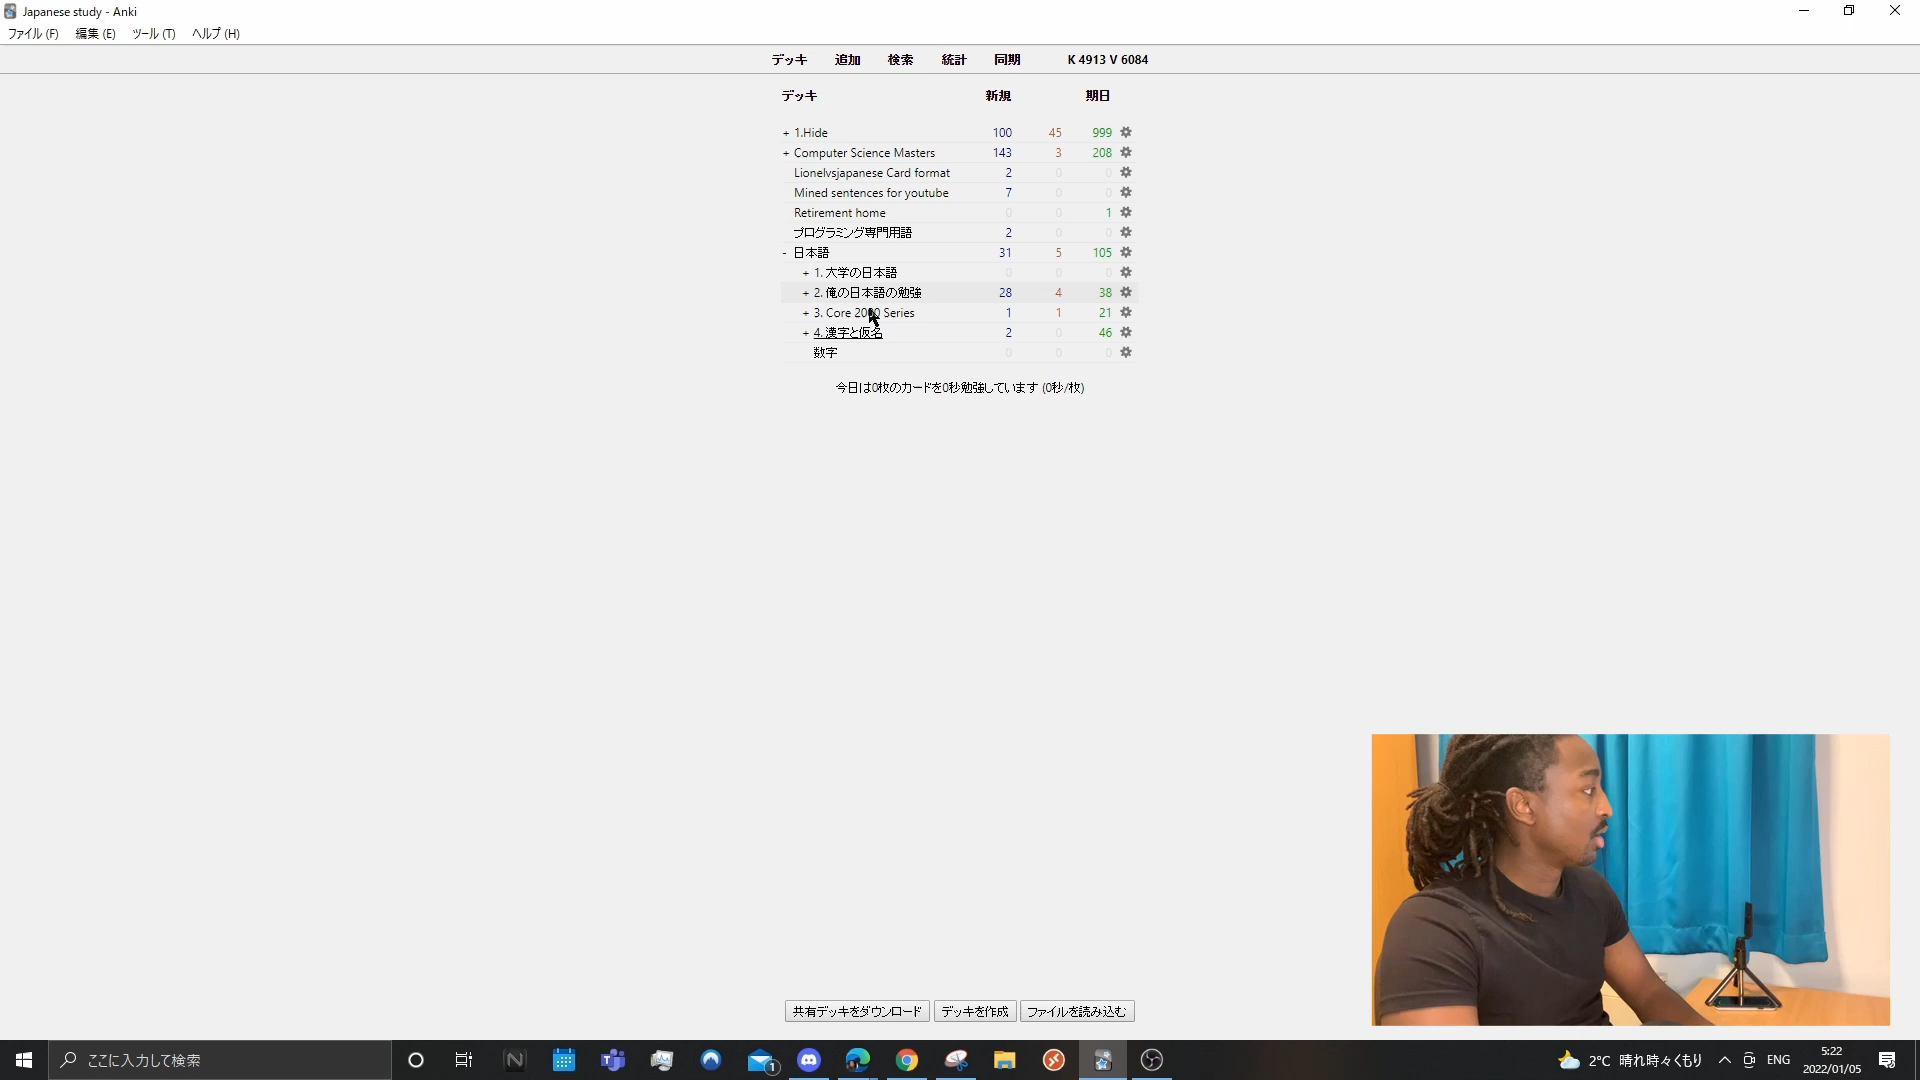 Japanese study - Anki
ファイル(F) 編集(E) ツール(T) ヘルプ(H)
デッキ 追加 検索 統計 同期 K 4913 V 6084
デッキ 新規 期日
+ 1.Hide 100 45 999
+ Computer Science Masters 143 3 208
Lionelvsjapanese Card format 2 0 0
Mined sentences for youtube 7 0 0
Retirement home 0 0 1
プログラミング専門用語 2 0 0
- 日本語 31 5 105
+ 1. 大学の日本語 0 0 0
+ 2. 俺の日本語の勉強 28 4 38
+ 3. Core 2000 Series 1 1 21
+ 4.漢字と仮名 2 0 46
数字 0 0 0
今日は0枚のカードを0秒勉強しています (0秒/枚)
共有デッキをダウンロード デッキを作成 ファイルを読み込む
ここに入力して検索 1 2°C 晴れ時々くもり ENG 5:22
2022/01/05